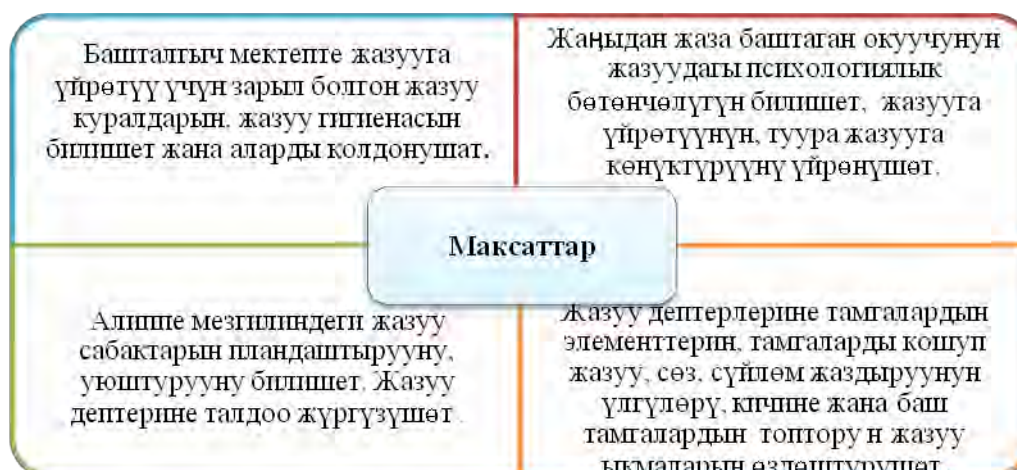 Башталгыч мектепте жазууга
үйрөтүү үчүн зарыл болгон жазуу
куралдарын, жазуу гигиенасын
билишет жана аларды колдонушат.
Жаңыдан жаза баштаган окуучунун
жазуудагы психологиялык
бөтөнчөлүгүн билишет, жазууга
үйрөтүүнүн, туура жазууга
көнүктүрүүнү үйрөнүшөт.
Максаттар
Алиппе мезгилиндеги жазуу
сабактарын пландаштырууну,
уюштурууну билишет. Жазуу
дептерине талдоо жүргүзүшөт.
Жазуу дептерлерине тамгалардын
элементтерин, тамгаларды кошуп
жазуу, сөз, сүйлөм жаздыруунун
үлгүлөрү, кичине жана баш
тамгалардын топтору н жазуу
ыкмаларын өздөштүрүшөт